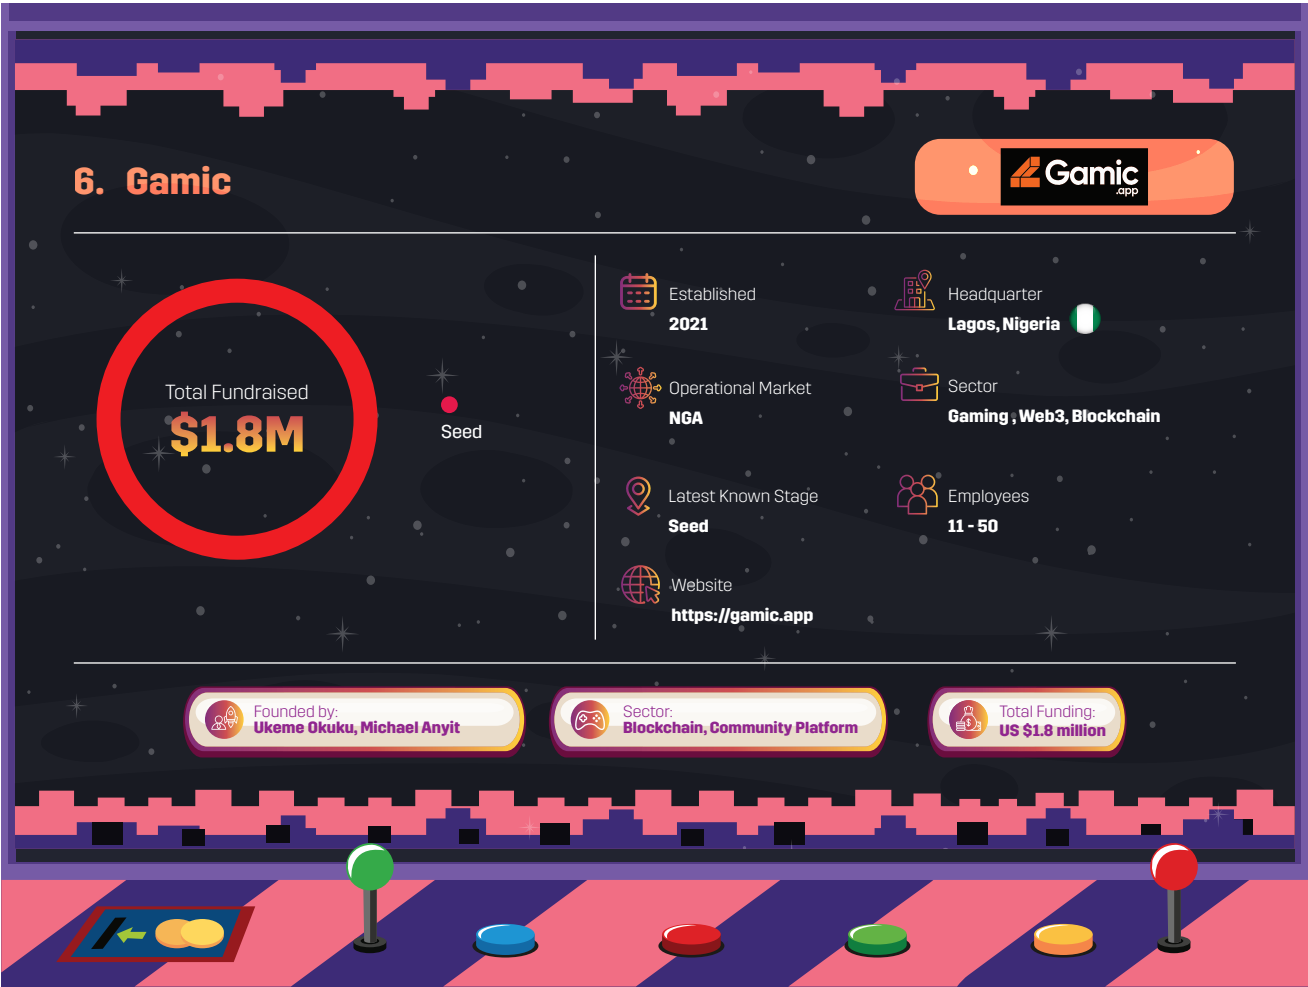 6. Gamic
Gamic
.app
Total Fundraised
$1.8M
Seed
Established
2021
Headquarter
Lagos, Nigeria
Operational Market
NGA
Sector
Gaming , Web3, Blockchain
Latest Known Stage
Seed
Employees
11 - 50
Website
https://gamic.app
Founded by:
Ukeme Okuku, Michael Anyit
Sector:
Blockchain, Community Platform
Total Funding:
US $1.8 million